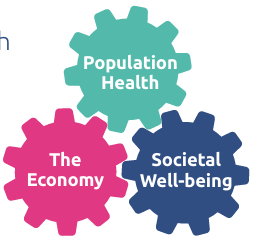 h
Population
Health
The
Economy
Societal
Well-being